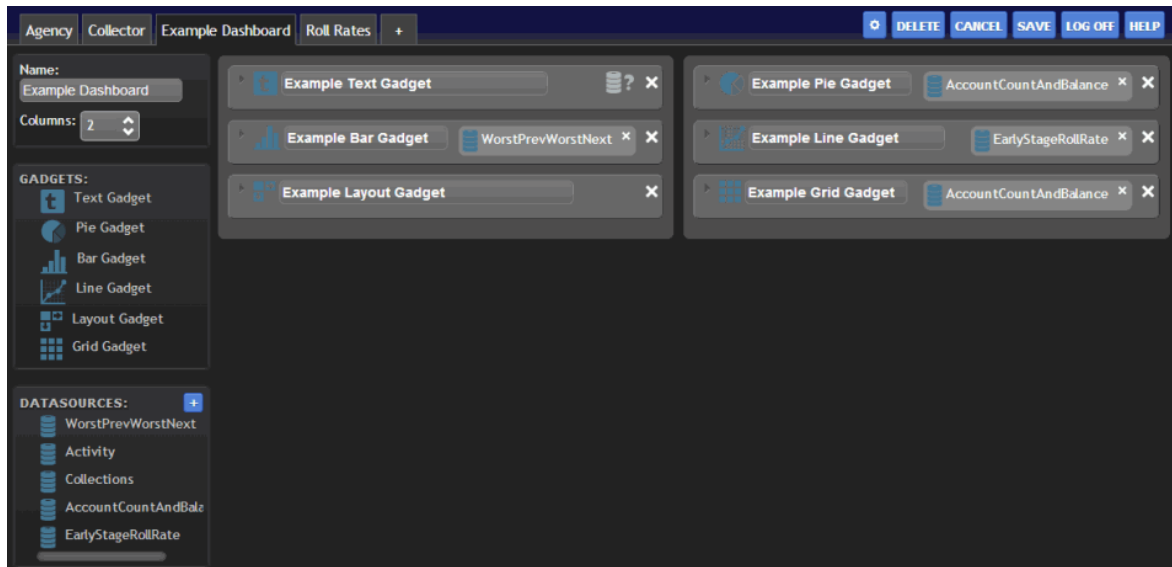 Agency Collector Example Dashboard Roll Rates + DELETE CANCEL SAVE LOG OFF HELP
Name:
Example Dashboard
Columns: 2
GADGETS:
Text Gadget
Pie Gadget
Bar Gadget
Line Gadget
Layout Gadget
Grid Gadget
DATASOURCES: +
WorstPrevWorstNext
Activity
Collections
AccountCountAndBala
EarlyStageRollRate
Example Text Gadget ? ×
Example Bar Gadget WorstPrevWorstNext × ×
Example Layout Gadget ×
Example Pie Gadget AccountCountAndBalance × ×
Example Line Gadget EarlyStageRollRate × ×
Example Grid Gadget AccountCountAndBalance × ×